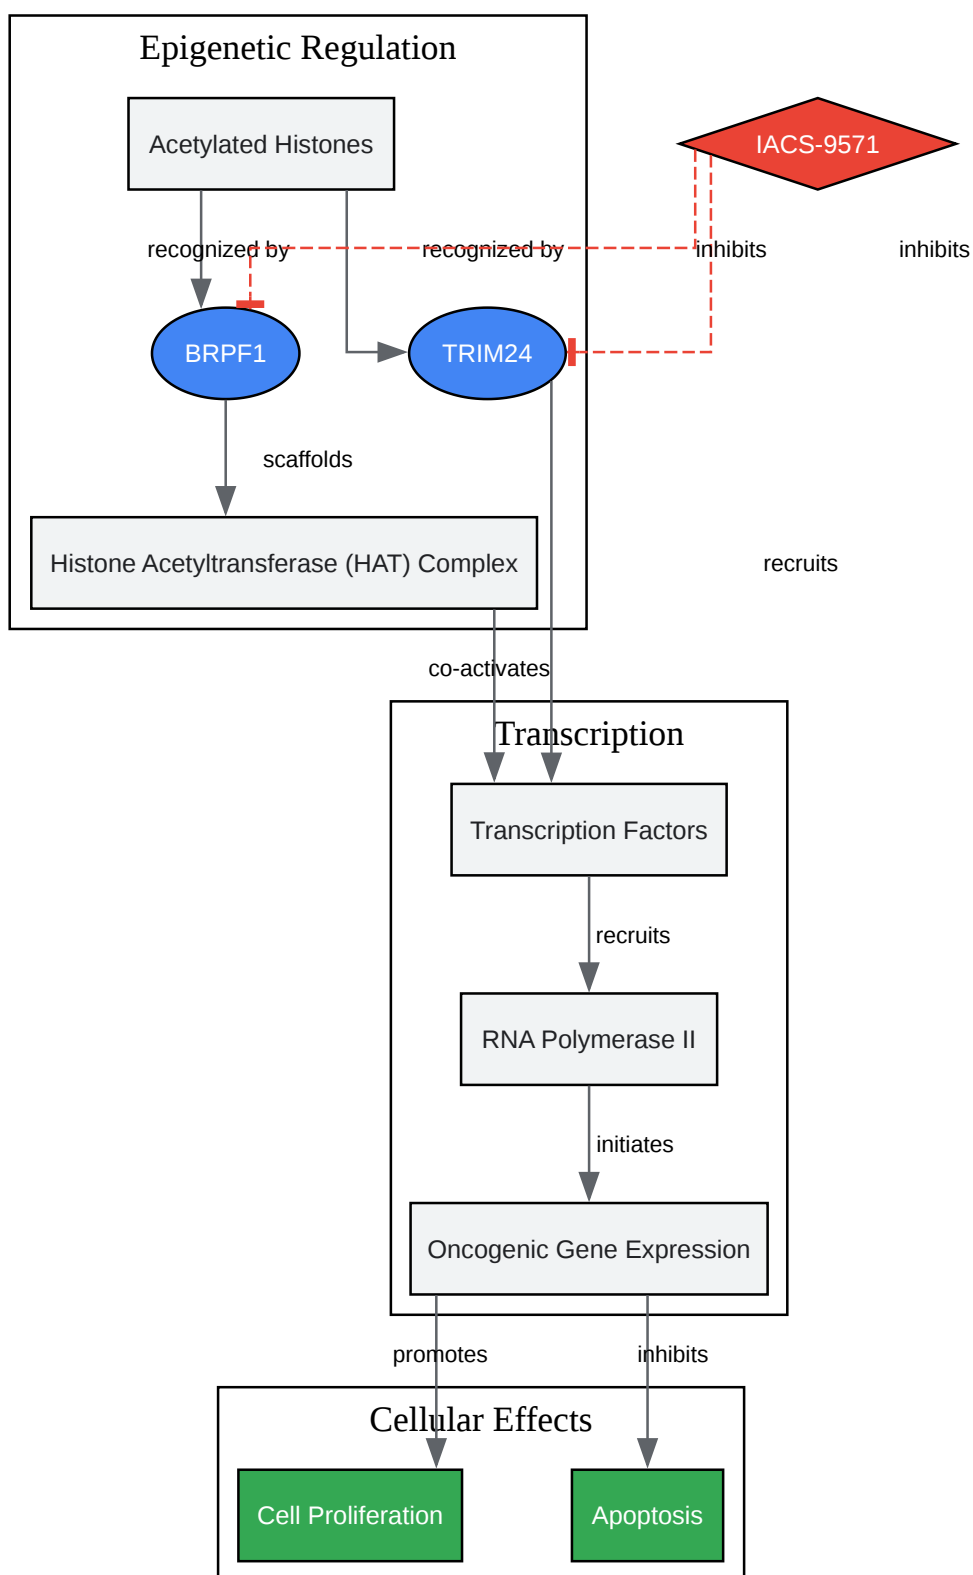 Epigenetic Regulation
Acetylated Histones
IACS-9571
recognized by
recognized by
inhibits
inhibits
BRPF1
TRIM24
scaffolds
Histone Acetyltransferase (HAT) Complex
recruits
co-activates
Transcription
Transcription Factors
recruits
RNA Polymerase II
initiates
Oncogenic Gene Expression
promotes
inhibits
Cellular Effects
Cell Proliferation
Apoptosis